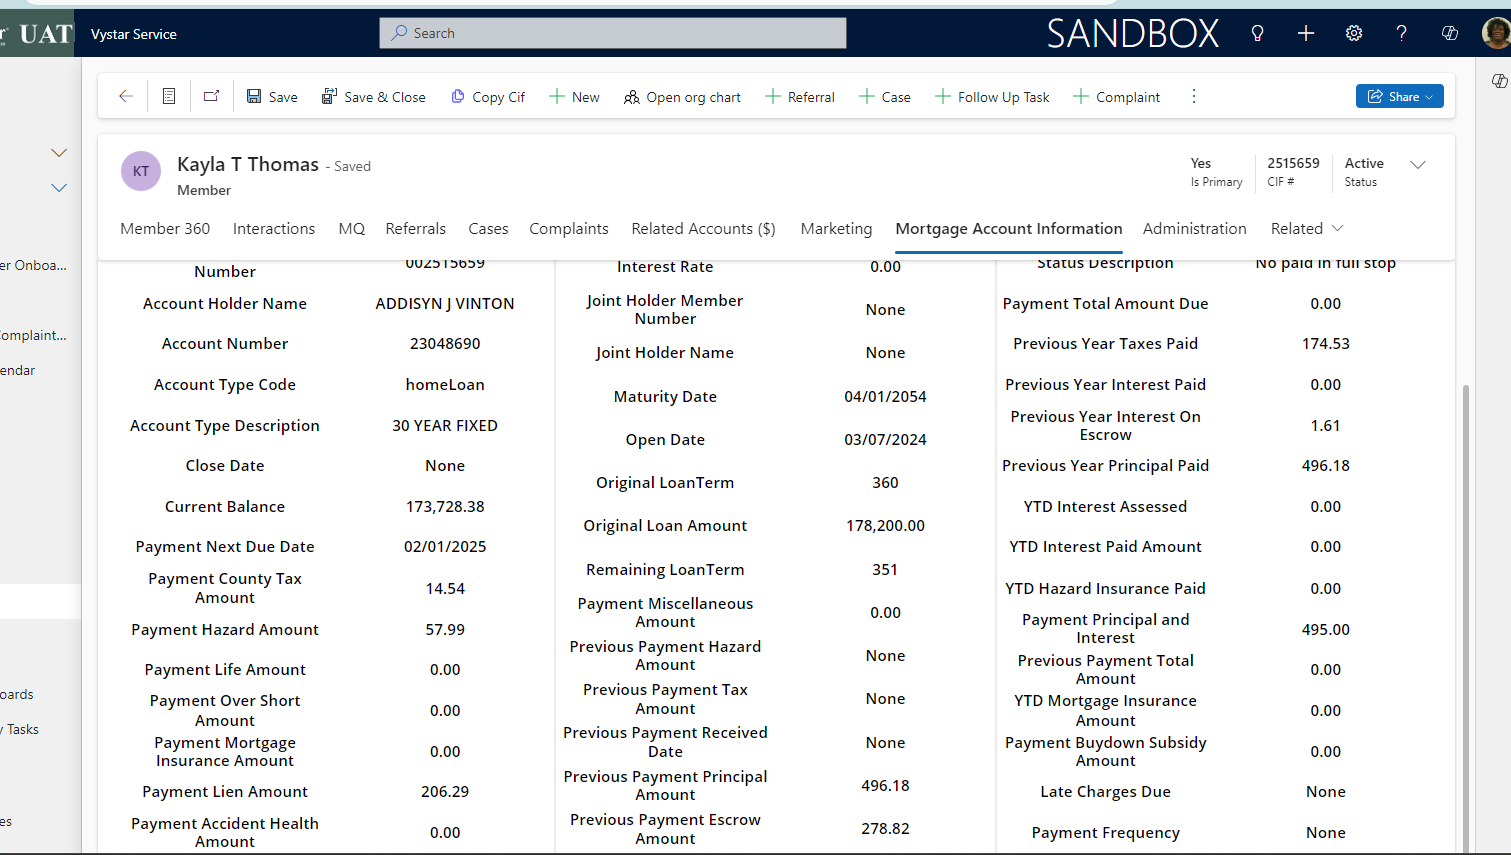 UAT
Vystar Service
Search
SANDBOX
Save
Save & Close
Copy Cif
New
Open org chart
Referral
Case
Follow Up Task
Complaint
Share
KT
Kayla T Thomas - Saved
Member
Yes
Is Primary
2515659
CIF #
Active
Status
Member 360
Interactions
MQ
Referrals
Cases
Complaints
Related Accounts ($)
Marketing
Mortgage Account Information
Administration
Related
er Onboa...
omplaint...
endar
oards
y Tasks
es
Number
002515659
Account Holder Name
ADDISYN J VINTON
Account Number
23048690
Account Type Code
homeLoan
Account Type Description
30 YEAR FIXED
Close Date
None
Current Balance
173,728.38
Payment Next Due Date
02/01/2025
Payment County Tax
Amount
14.54
Payment Hazard Amount
57.99
Payment Life Amount
0.00
Payment Over Short
Amount
0.00
Payment Mortgage
Insurance Amount
0.00
Payment Lien Amount
206.29
Payment Accident Health
Amount
0.00
Interest Rate
0.00
Joint Holder Member
Number
None
Joint Holder Name
None
Maturity Date
04/01/2054
Open Date
03/07/2024
Original LoanTerm
360
Original Loan Amount
178,200.00
Remaining LoanTerm
351
Payment Miscellaneous
Amount
0.00
Previous Payment Hazard
Amount
None
Previous Payment Tax
Amount
None
Previous Payment Received
Date
None
Previous Payment Principal
Amount
496.18
Previous Payment Escrow
Amount
278.82
Status Description
No paid in full stop
Payment Total Amount Due
0.00
Previous Year Taxes Paid
174.53
Previous Year Interest Paid
0.00
Previous Year Interest On
Escrow
1.61
Previous Year Principal Paid
496.18
YTD Interest Assessed
0.00
YTD Interest Paid Amount
0.00
YTD Hazard Insurance Paid
0.00
Payment Principal and
Interest
495.00
Previous Payment Total
Amount
0.00
YTD Mortgage Insurance
Amount
0.00
Payment Buydown Subsidy
Amount
0.00
Late Charges Due
None
Payment Frequency
None